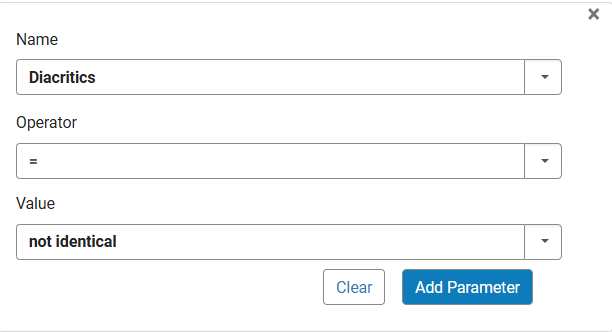 ×
Name
Diacritics
Operator
=
Value
not identical
Clear Add Parameter